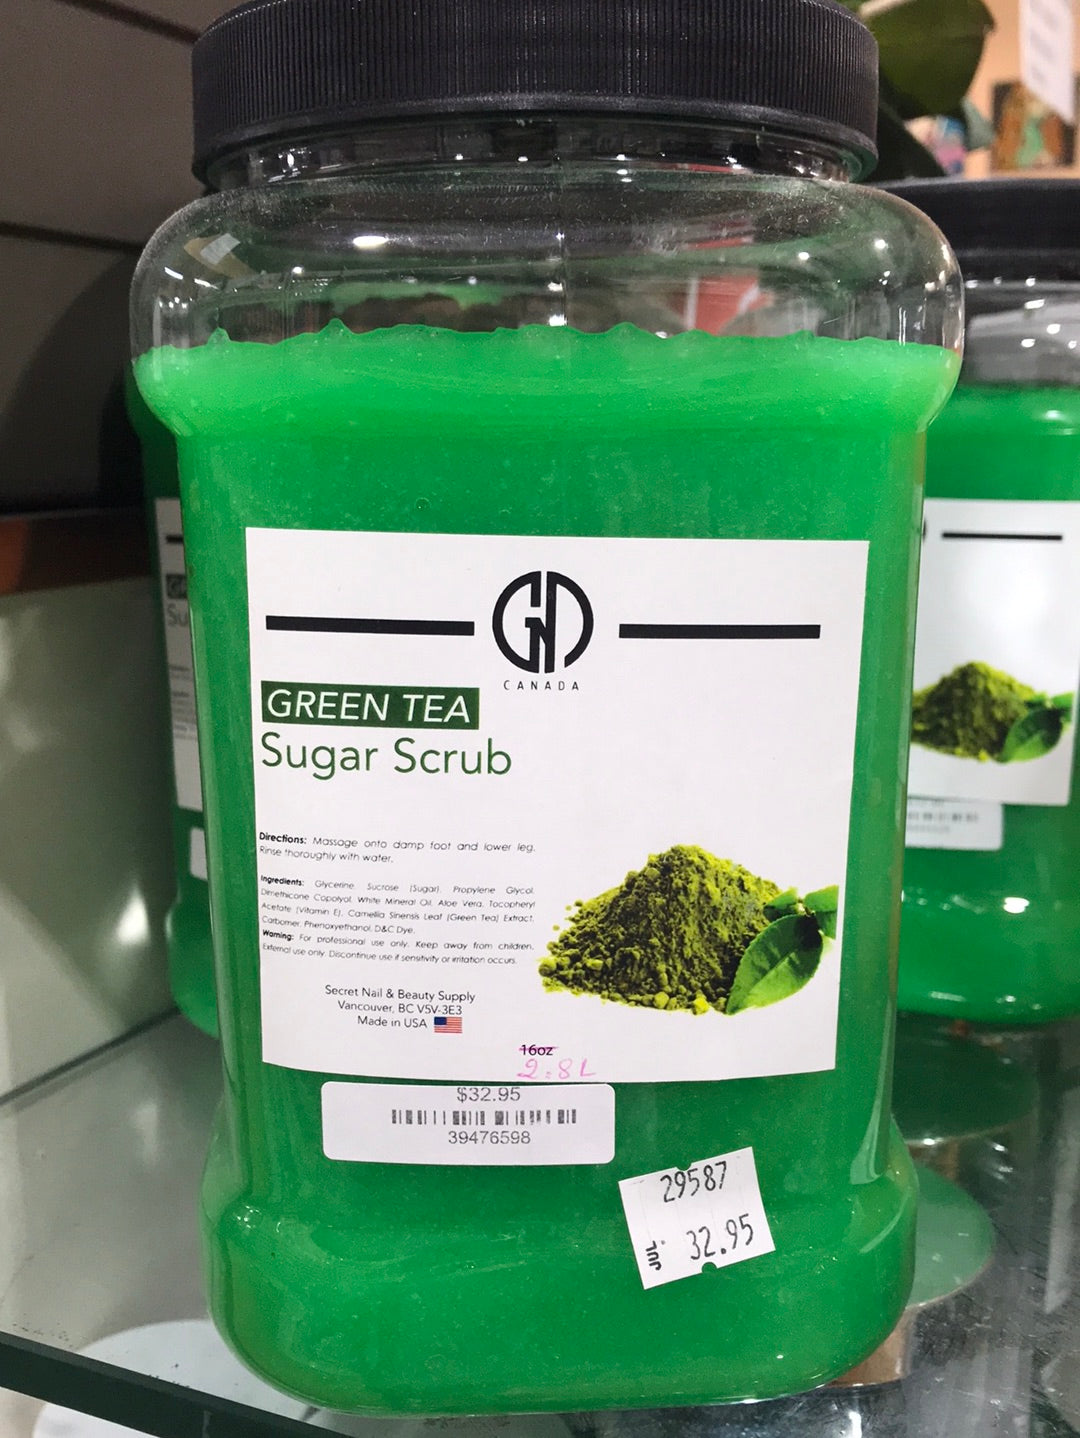 GND
CANADA
GREEN TEA
Sugar Scrub
Directions: Massage onto damp foot and lower leg.
Rinse thoroughly with water.
Ingredients: Glycerine Sucrose (Sugar), Propylene Glycol,
Dimethicone Copolyol, White Mineral Oil, Aloe Vera, Tocopheryl
Acetate (Vitamin E), Camellia Sinensis Leaf (Green Tea) Extract,
Carbomer, Phenoxyethanol, D&C Dye.
Warning: For professional use only. Keep away from children.
External use only. Discontinue use if sensitivity or irritation occurs.
Secret Nail & Beauty Supply
Vancouver, BC V5V-3E3
Made in USA
16oz
2.8L
$32.95
39476598
29587
JUL
32.95
Su